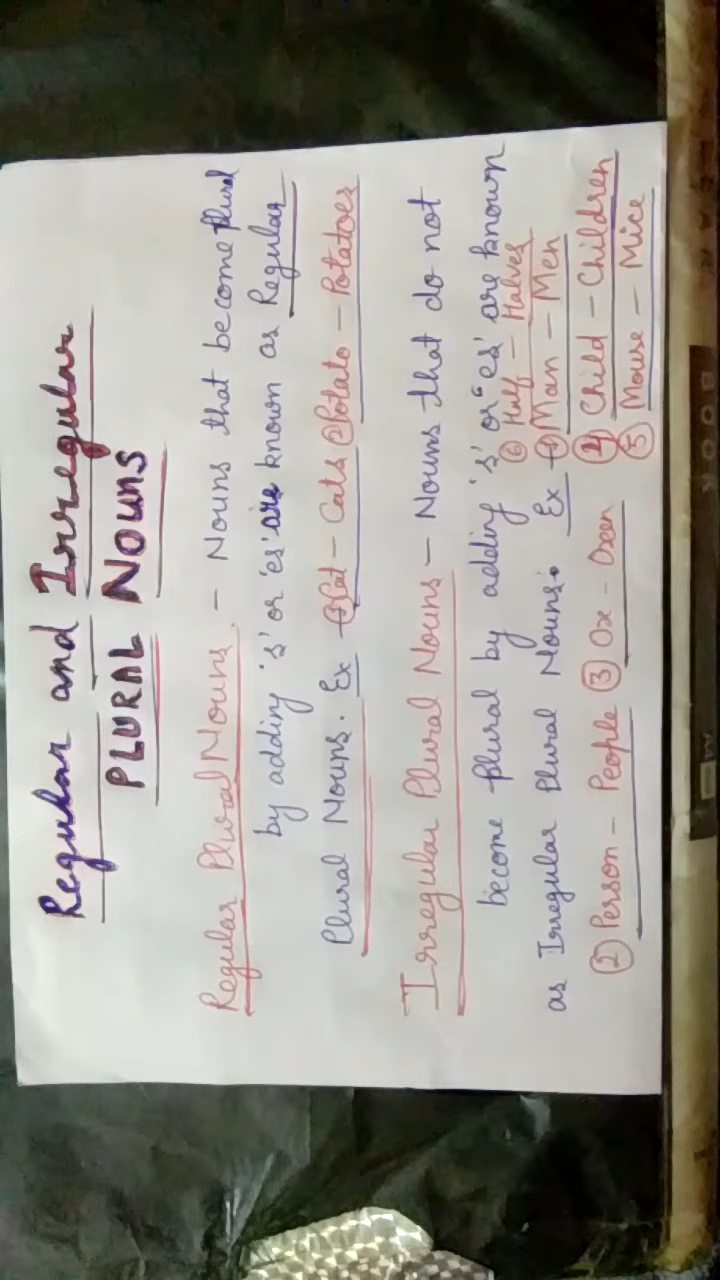 Regular and Irregular
PLURAL NOUNS
Regular Plural Nouns. - Nouns that become Plural
by adding 's' or 'es' are known as Regular
Plural Nouns. Ex ① Cat - Cats ② Potato - Potatoes
Irregular Plural Nouns - Nouns that do not
become plural by adding 's' or "es' are known
⑥ Half - Halves
as Irregular Plural Nouns. Ex ① Man - Men
② Person - People ③ Ox - Oxen ④ Child - Children
⑤ Mouse - Mice